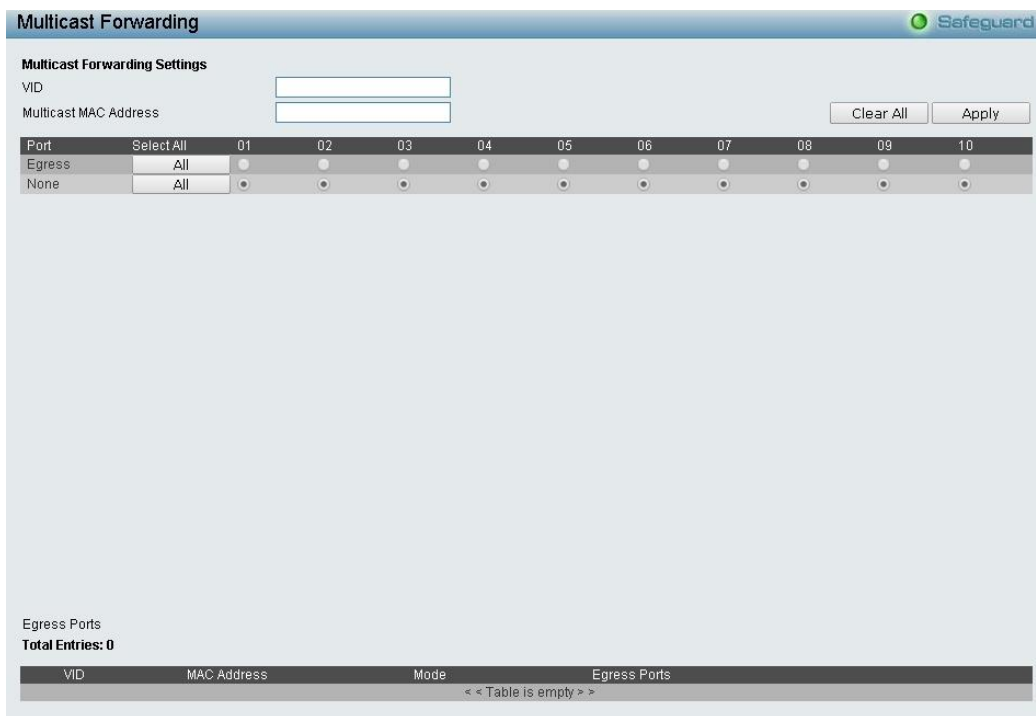 Multicast Forwarding
Safeguard
Multicast Forwarding Settings
VID
Multicast MAC Address
Clear All Apply
Port Select All 01 02 03 04 05 06 07 08 09 10
Egress All
None All
Egress Ports
Total Entries: 0
VID MAC Address Mode Egress Ports
< < Table is empty > >